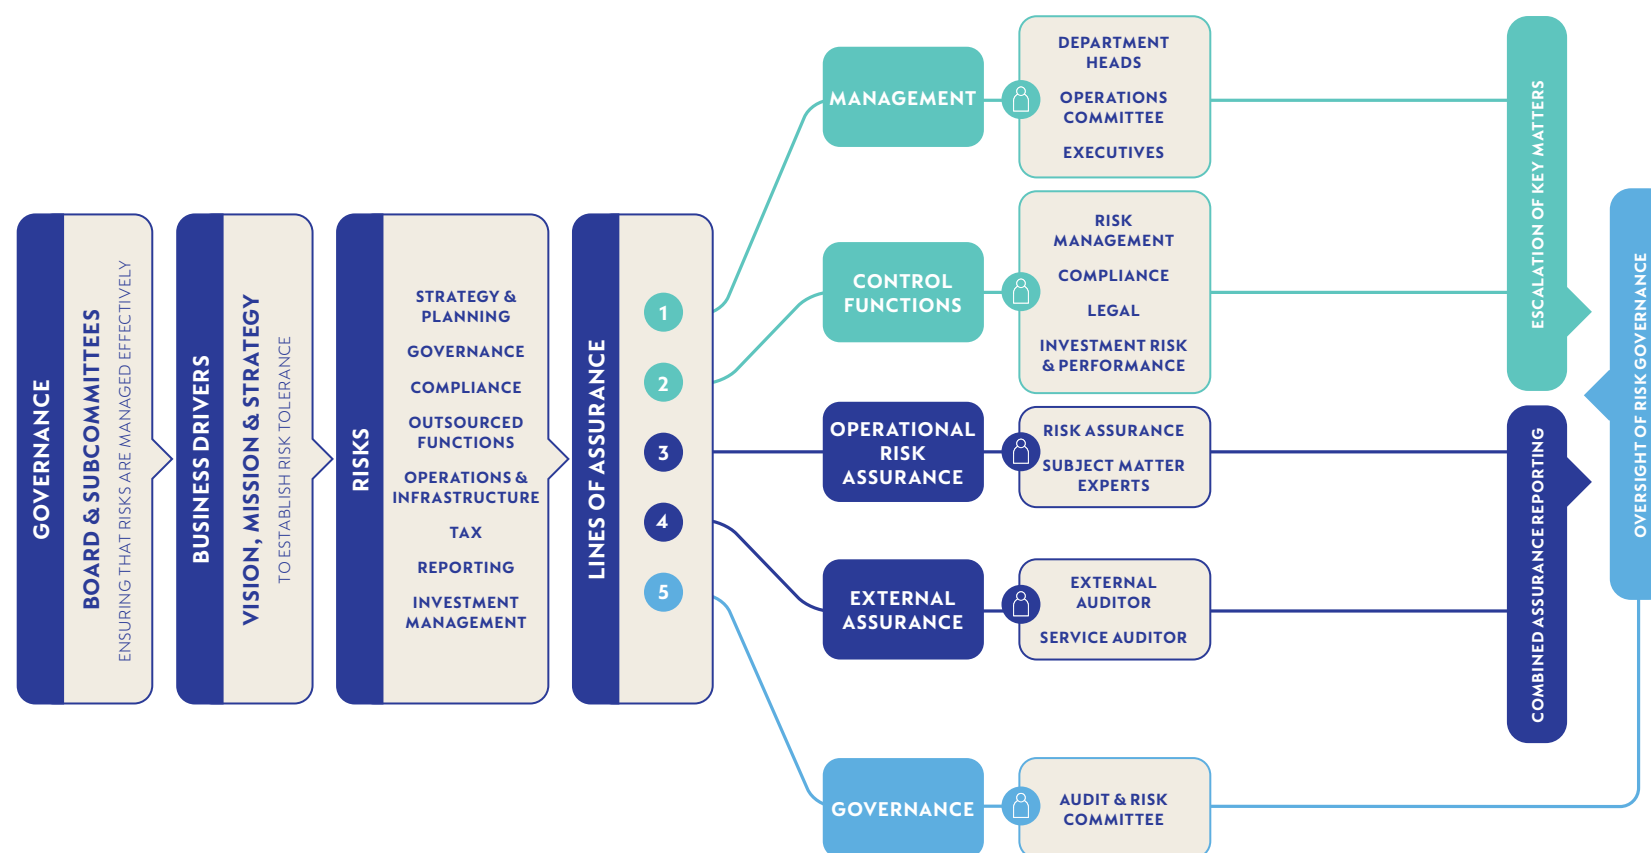 GOVERNANCE
BOARD & SUBCOMMITTEES
ENSURING THAT RISKS ARE MANAGED EFFECTIVELY
BUSINESS DRIVERS
VISION, MISSION & STRATEGY
TO ESTABLISH RISK TOLERANCE
RISKS
STRATEGY &
PLANNING
GOVERNANCE
COMPLIANCE
OUTSOURCED
FUNCTIONS
OPERATIONS &
INFRASTRUCTURE
TAX
REPORTING
INVESTMENT
MANAGEMENT
LINES OF ASSURANCE
1
2
3
4
5
MANAGEMENT
DEPARTMENT
HEADS
OPERATIONS
COMMITTEE
EXECUTIVES
CONTROL
FUNCTIONS
RISK
MANAGEMENT
COMPLIANCE
LEGAL
INVESTMENT RISK
& PERFORMANCE
OPERATIONAL
RISK
ASSURANCE
RISK ASSURANCE
SUBJECT MATTER
EXPERTS
EXTERNAL
ASSURANCE
EXTERNAL
AUDITOR
SERVICE AUDITOR
GOVERNANCE
AUDIT & RISK
COMMITTEE
ESCALATION OF KEY MATTERS
COMBINED ASSURANCE REPORTING
OVERSIGHT OF RISK GOVERNANCE